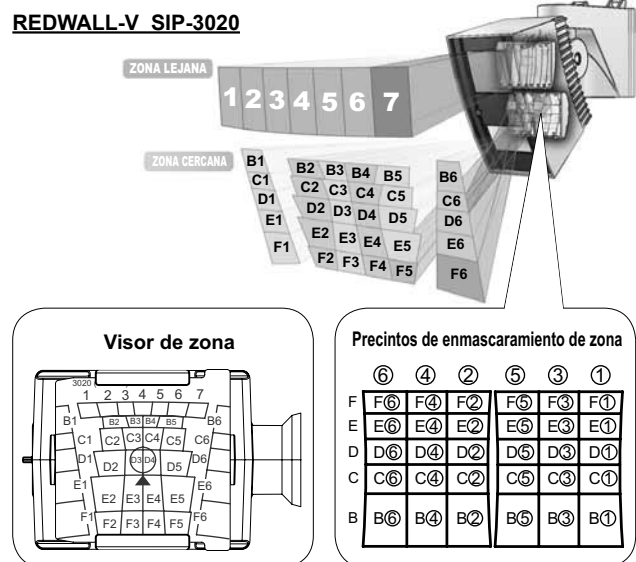 REDWALL-V SIP-3020
ZONA LEJANA
1 2 3 4 5 6 7
ZONA CERCANA
B1 B2 B3 B4 B5 B6
C1 C2 C3 C4 C5 C6
D1 D2 D3 D4 D5 D6
E1 E2 E3 E4 E5 E6
F1 F2 F3 F4 F5 F6
Visor de zona
3020
1 2 3 4 5 6 7
B1 B2 B3 B4 B5 B6
C1 C2 C3 C4 C5 C6
D1 D2 D3 D4 D5 D6
E1 E2 E3 E4 E5 E6
F1 F2 F3 F4 F5 F6
Precintos de enmascaramiento de zona
⑥ ④ ② ⑤ ③ ①
F F⑥ F④ F② F⑤ F③ F①
E E⑥ E④ E② E⑤ E③ E①
D D⑥ D④ D② D⑤ D③ D①
C C⑥ C④ C② C⑤ C③ C①
B B⑥ B④ B② B⑤ B③ B①